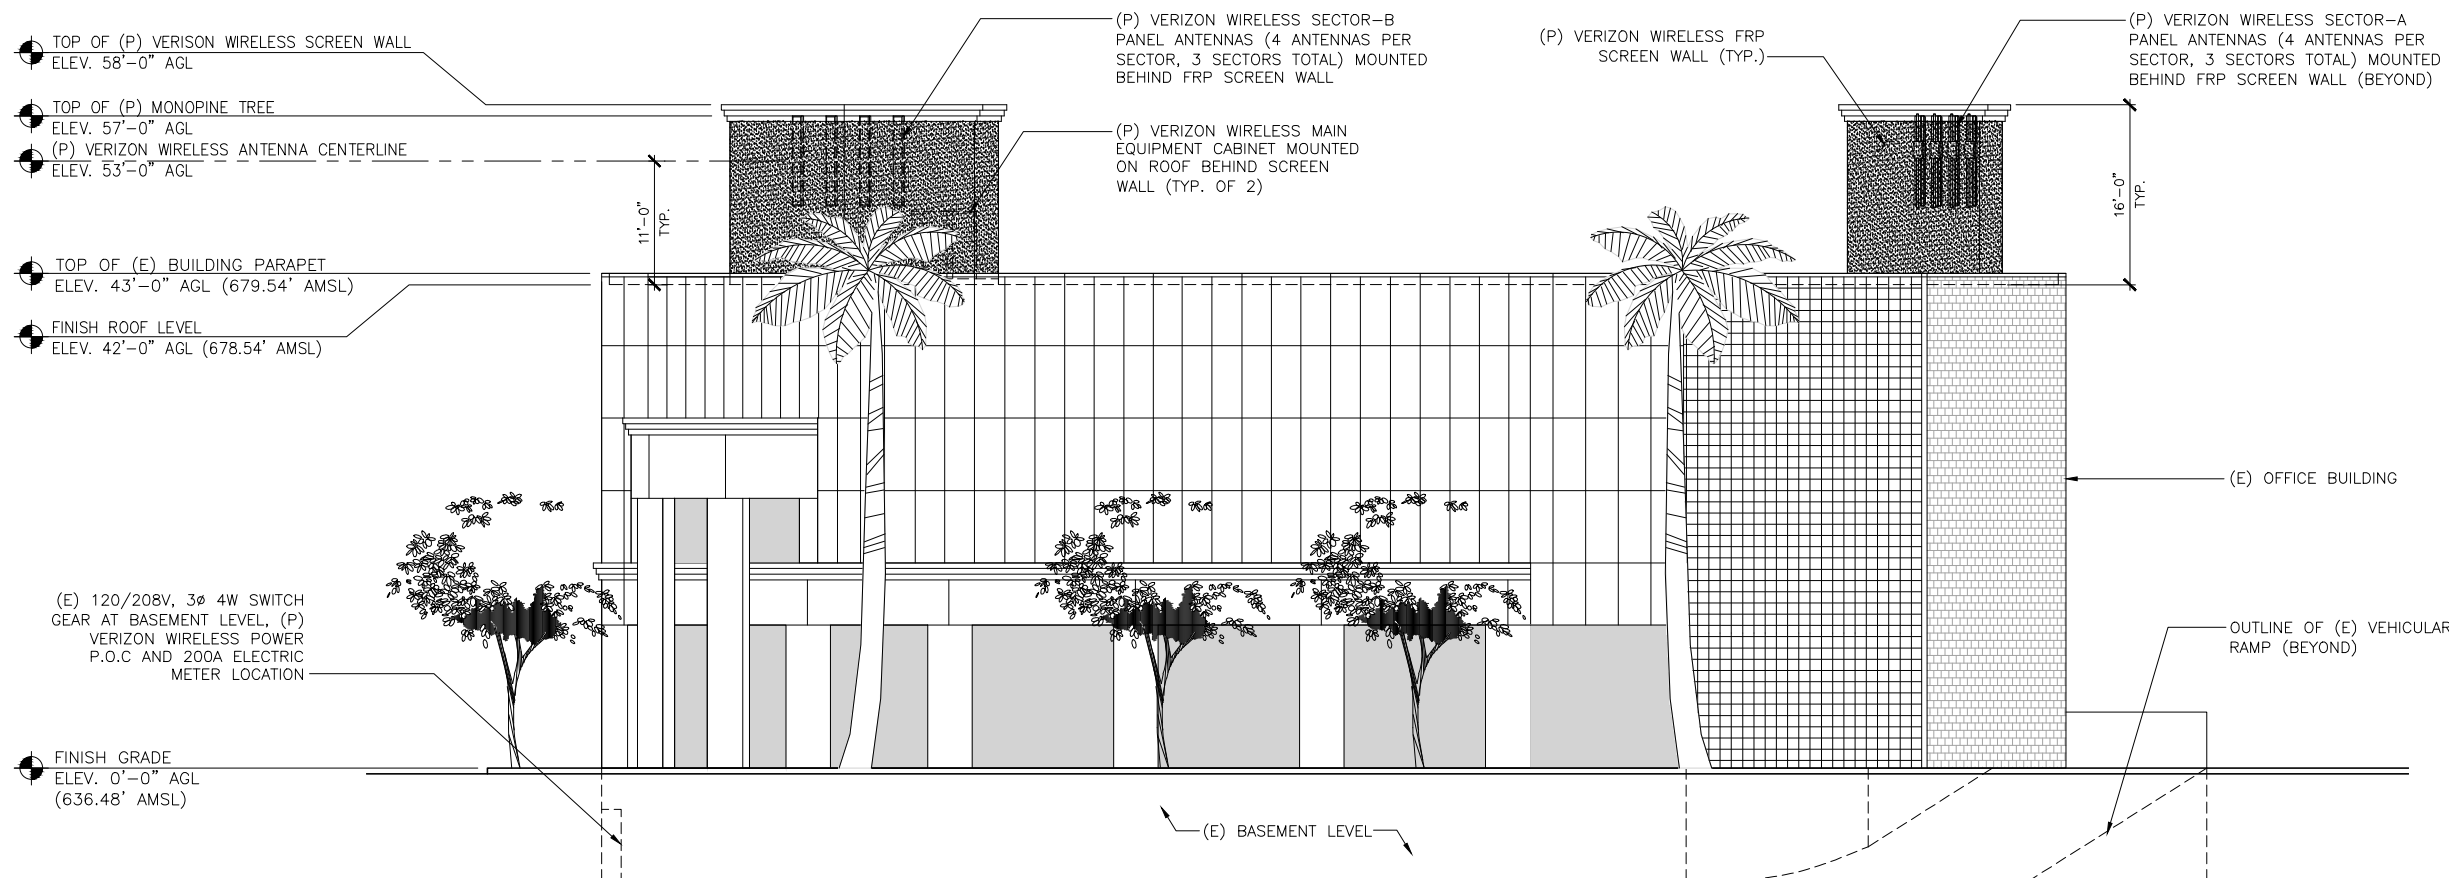 TOP OF (P) VERISON WIRELESS SCREEN WALL
ELEV. 58'-0" AGL
TOP OF (P) MONOPINE TREE
ELEV. 57'-0" AGL
(P) VERIZON WIRELESS ANTENNA CENTERLINE
ELEV. 53'-0" AGL
TOP OF (E) BUILDING PARAPET
ELEV. 43'-0" AGL (679.54' AMSL)
FINISH ROOF LEVEL
ELEV. 42'-0" AGL (678.54' AMSL)
(E) 120/208V, 3ø 4W SWITCH
GEAR AT BASEMENT LEVEL, (P)
VERIZON WIRELESS POWER
P.O.C AND 200A ELECTRIC
METER LOCATION
FINISH GRADE
ELEV. 0'-0" AGL
(636.48' AMSL)
11'-0"
TYP.
(P) VERIZON WIRELESS SECTOR-B
PANEL ANTENNAS (4 ANTENNAS PER
SECTOR, 3 SECTORS TOTAL) MOUNTED
BEHIND FRP SCREEN WALL
(P) VERIZON WIRELESS MAIN
EQUIPMENT CABINET MOUNTED
ON ROOF BEHIND SCREEN
WALL (TYP. OF 2)
(P) VERIZON WIRELESS FRP
SCREEN WALL (TYP.)
(P) VERIZON WIRELESS SECTOR-A
PANEL ANTENNAS (4 ANTENNAS PER
SECTOR, 3 SECTORS TOTAL) MOUNTED
BEHIND FRP SCREEN WALL (BEYOND)
16'-0"
TYP.
(E) OFFICE BUILDING
OUTLINE OF (E) VEHICULAR
RAMP (BEYOND)
(E) BASEMENT LEVEL